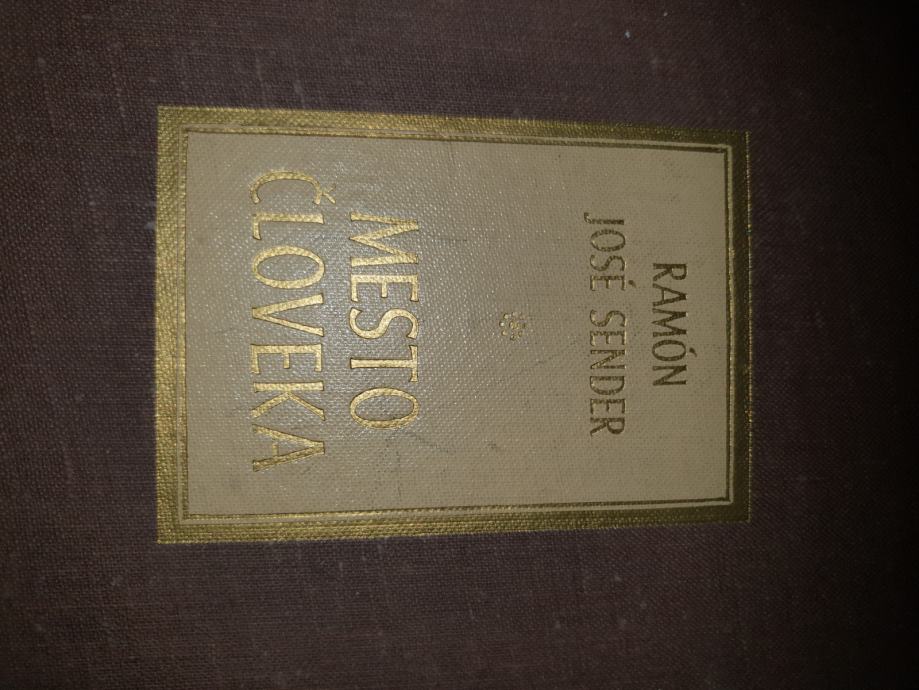 RAMÓN
JOSÉ SENDER
MESTO
ČLOVEKA